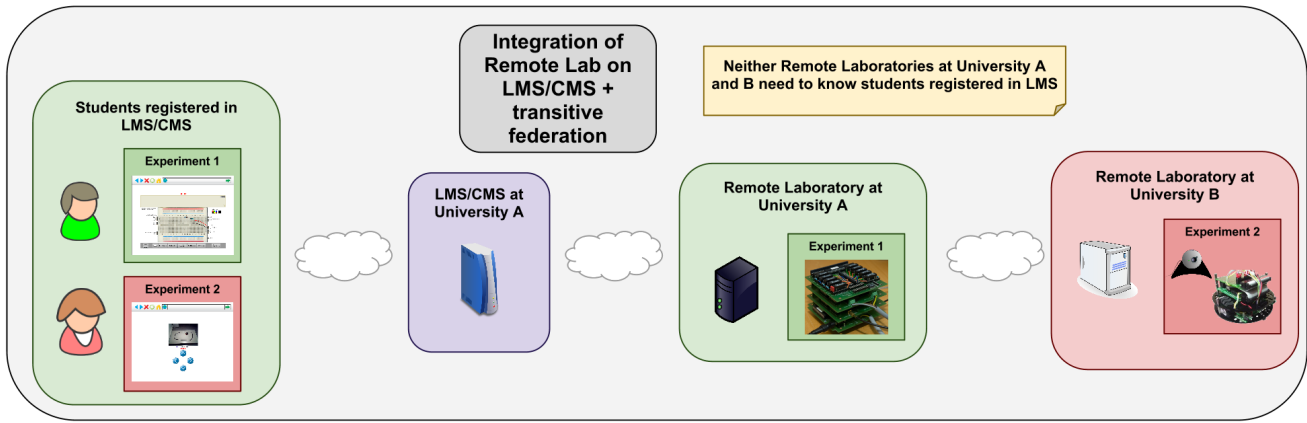 Integration of
Remote Lab on
LMS/CMS +
transitive
federation
Neither Remote Laboratories at University A
and B need to know students registered in LMS
Students registered in
LMS/CMS
Experiment 1
Experiment 2
LMS/CMS at
University A
Remote Laboratory at
University A
Experiment 1
Remote Laboratory at
University B
Experiment 2